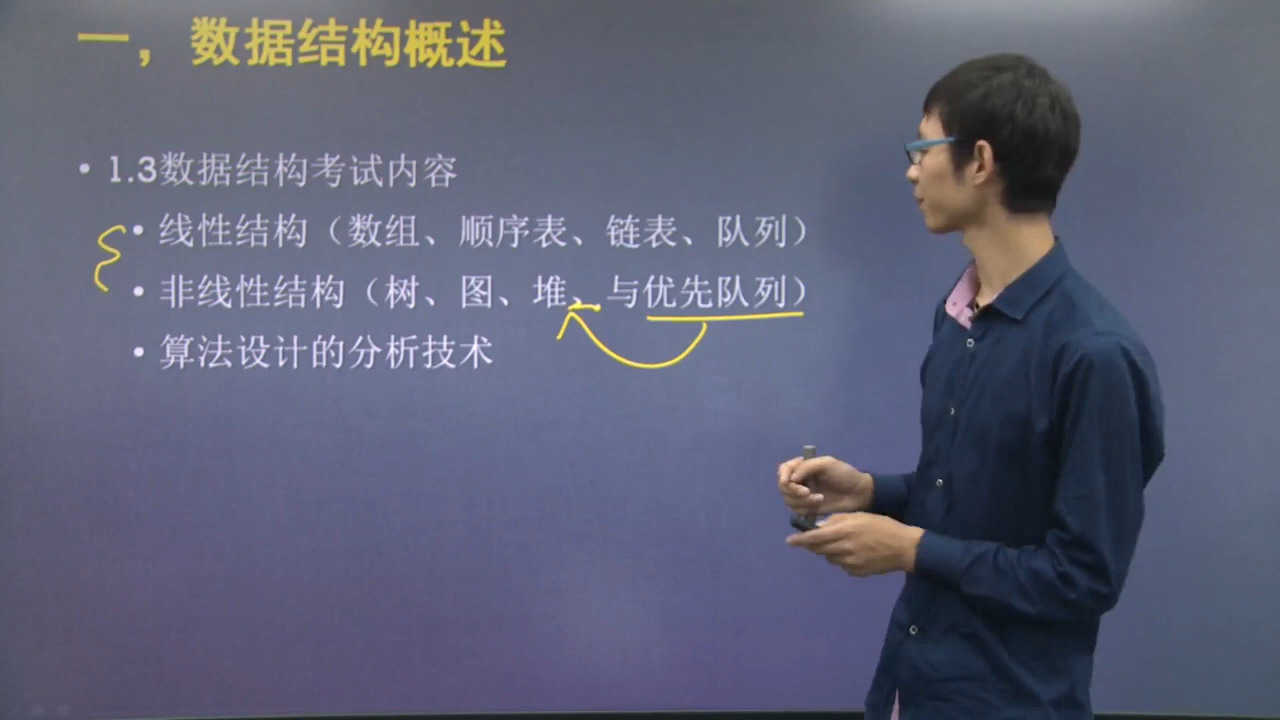 一，数据结构概述
• 1.3数据结构考试内容
• 线性结构（数组、顺序表、链表、队列）
• 非线性结构（树、图、堆、与优先队列）
• 算法设计的分析技术